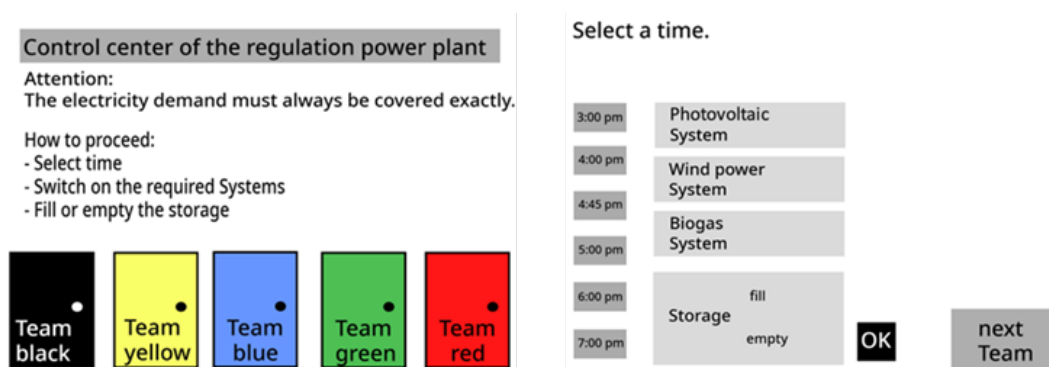 Control center of the regulation power plant
Attention:
The electricity demand must always be covered exactly.
How to proceed:
- Select time
- Switch on the required Systems
- Fill or empty the storage
Team
black
Team
yellow
Team
blue
Team
green
Team
red
Select a time.
3:00 pm
4:00 pm
4:45 pm
5:00 pm
6:00 pm
7:00 pm
Photovoltaic
System
Wind power
System
Biogas
System
Storage
fill
empty
OK
next
Team